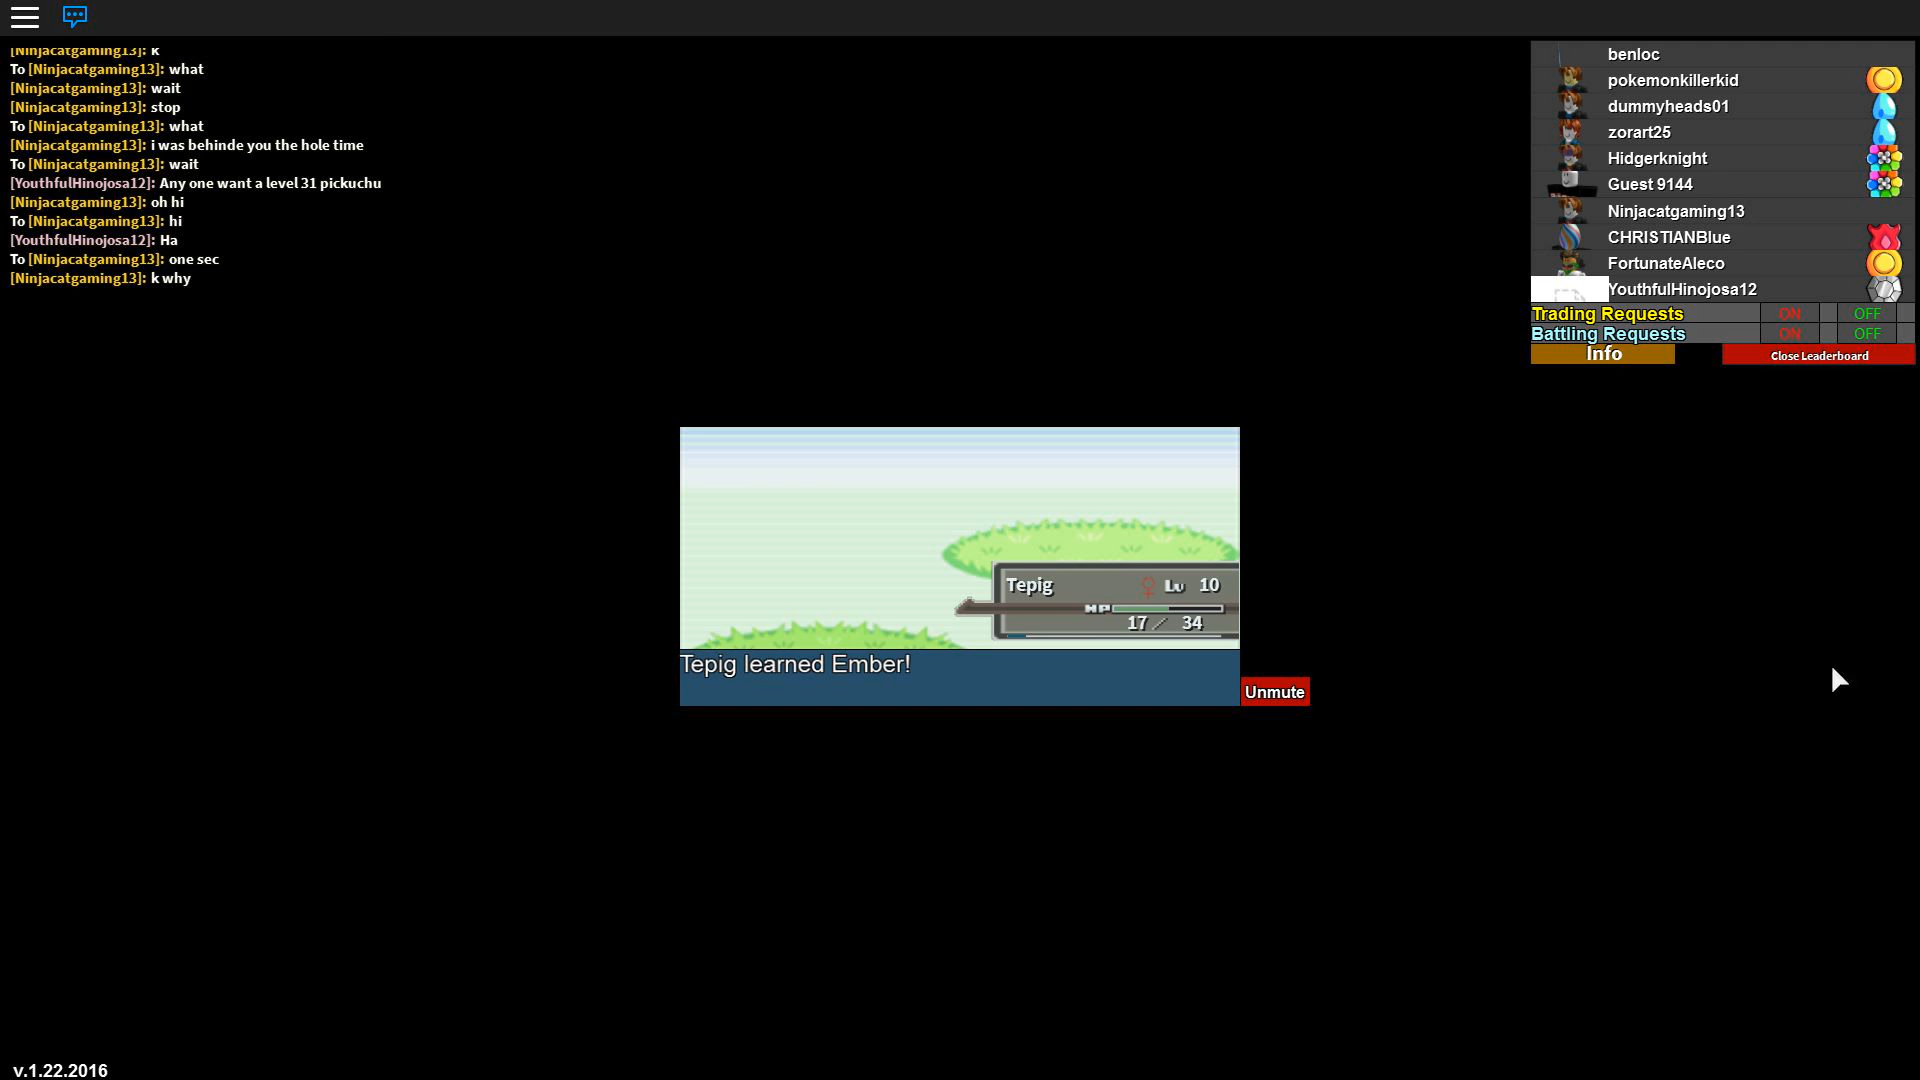 [Ninjacatgaming13]: k
To [Ninjacatgaming13]: what
[Ninjacatgaming13]: wait
[Ninjacatgaming13]: stop
To [Ninjacatgaming13]: what
[Ninjacatgaming13]: i was behinde you the hole time
To [Ninjacatgaming13]: wait
[YouthfulHinojosa12]: Any one want a level 31 pickuchu
[Ninjacatgaming13]: oh hi
To [Ninjacatgaming13]: hi
[YouthfulHinojosa12]: Ha
To [Ninjacatgaming13]: one sec
[Ninjacatgaming13]: k why
benloc
pokemonkillerkid
dummyheads01
zorart25
Hidgerknight
Guest 9144
Ninjacatgaming13
CHRISTIANBlue
FortunateAleco
YouthfulHinojosa12
Trading Requests ON OFF
Battling Requests ON OFF
Info Close Leaderboard
Tepig ♀ Lv 10
HP
17 / 34
Tepig learned Ember!
Unmute
v.1.22.2016